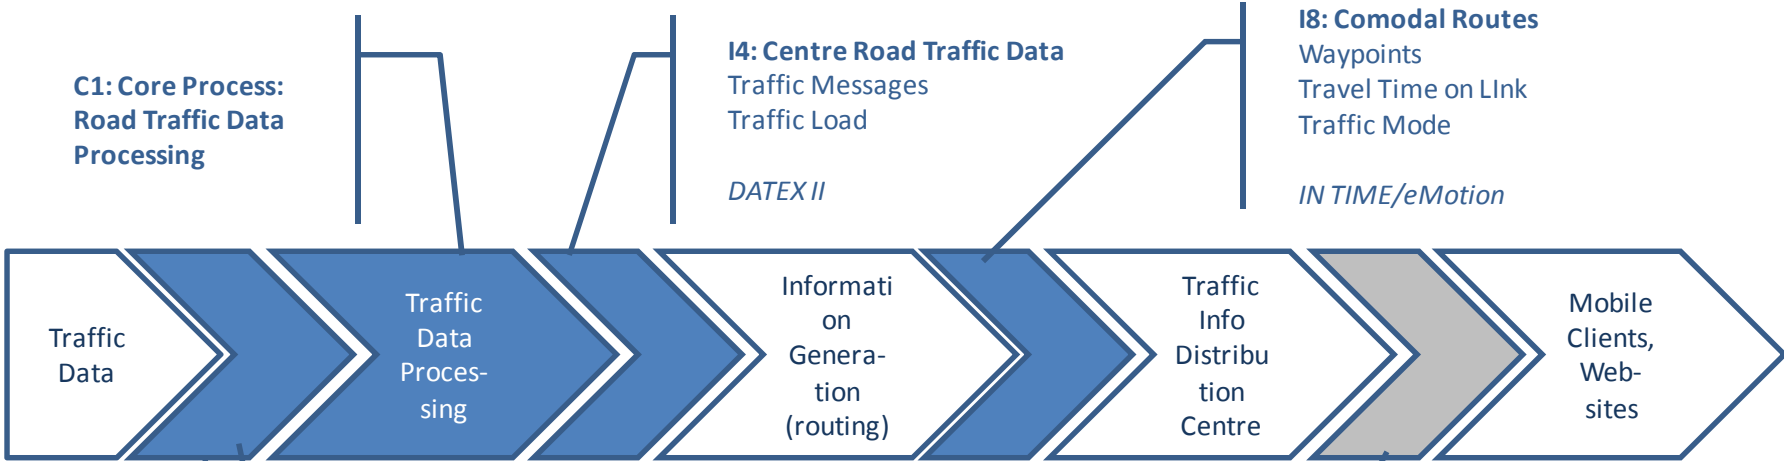 C1: Core Process:
Road Traffic Data
Processing
I4: Centre Road Traffic Data
Traffic Messages
Traffic Load
DATEX II
I8: Comodal Routes
Waypoints
Travel Time on LInk
Traffic Mode
IN TIME/eMotion
Traffic
Data
Traffic
Data
Proces-
sing
Informati
on
Genera-
tion
(routing)
Traffic
Info
Distribu
tion
Centre
Mobile
Clients,
Web-
sites